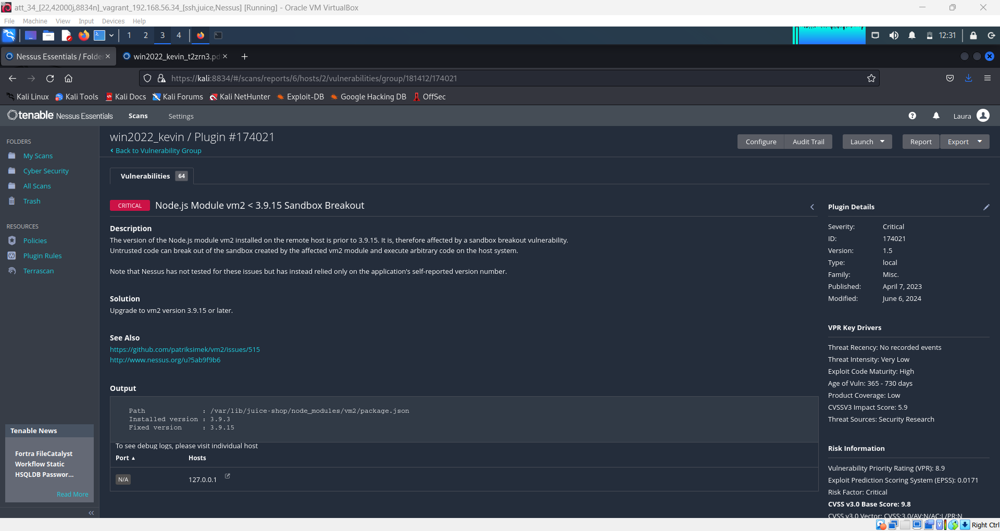 att_34_[22,42000j,8834n]_vagrant_192.168.56.34_[ssh,juice,Nessus] [Running] - Oracle VM VirtualBox
File Machine View Input Devices Help
1 2 3 4 12:31
Nessus Essentials / Folde win2022_kevin_t2zrn3.pd
https://kali:8834/#/scans/reports/6/hosts/2/vulnerabilities/group/181412/174021
Kali Linux Kali Tools Kali Docs Kali Forums Kali NetHunter Exploit-DB Google Hacking DB OffSec
tenable Nessus Essentials Scans Settings Laura
FOLDERS
My Scans
Cyber Security
All Scans
Trash
RESOURCES
Policies
Plugin Rules
Terrascan
Tenable News
Fortra FileCatalyst
Workflow Static
HSQLDB Passwor...
Read More
win2022_kevin / Plugin #174021
Back to Vulnerability Group
Configure Audit Trail Launch Report Export
Vulnerabilities 64
CRITICAL Node.js Module vm2 < 3.9.15 Sandbox Breakout
Description
The version of the Node.js module vm2 installed on the remote host is prior to 3.9.15. It is, therefore affected by a sandbox breakout vulnerability.
Untrusted code can break out of the sandbox created by the affected vm2 module and execute arbitrary code on the host system.
Note that Nessus has not tested for these issues but has instead relied only on the application's self-reported version number.
Solution
Upgrade to vm2 version 3.9.15 or later.
See Also
https://github.com/patriksimek/vm2/issues/515
http://www.nessus.org/u?5ab9f9b6
Output
Path : /var/lib/juice-shop/node_modules/vm2/package.json
Installed version : 3.9.3
Fixed version : 3.9.15
To see debug logs, please visit individual host
Port ▲ Hosts
N/A 127.0.0.1
Plugin Details
Severity: Critical
ID: 174021
Version: 1.5
Type: local
Family: Misc.
Published: April 7, 2023
Modified: June 6, 2024
VPR Key Drivers
Threat Recency: No recorded events
Threat Intensity: Very Low
Exploit Code Maturity: High
Age of Vuln: 365 - 730 days
Product Coverage: Low
CVSSV3 Impact Score: 5.9
Threat Sources: Security Research
Risk Information
Vulnerability Priority Rating (VPR): 8.9
Exploit Prediction Scoring System (EPSS): 0.0171
Risk Factor: Critical
CVSS v3.0 Base Score: 9.8
CVSS v3.0 Vector: CVSS:3.0/AV:N/AC:L/PR:N
Right Ctrl